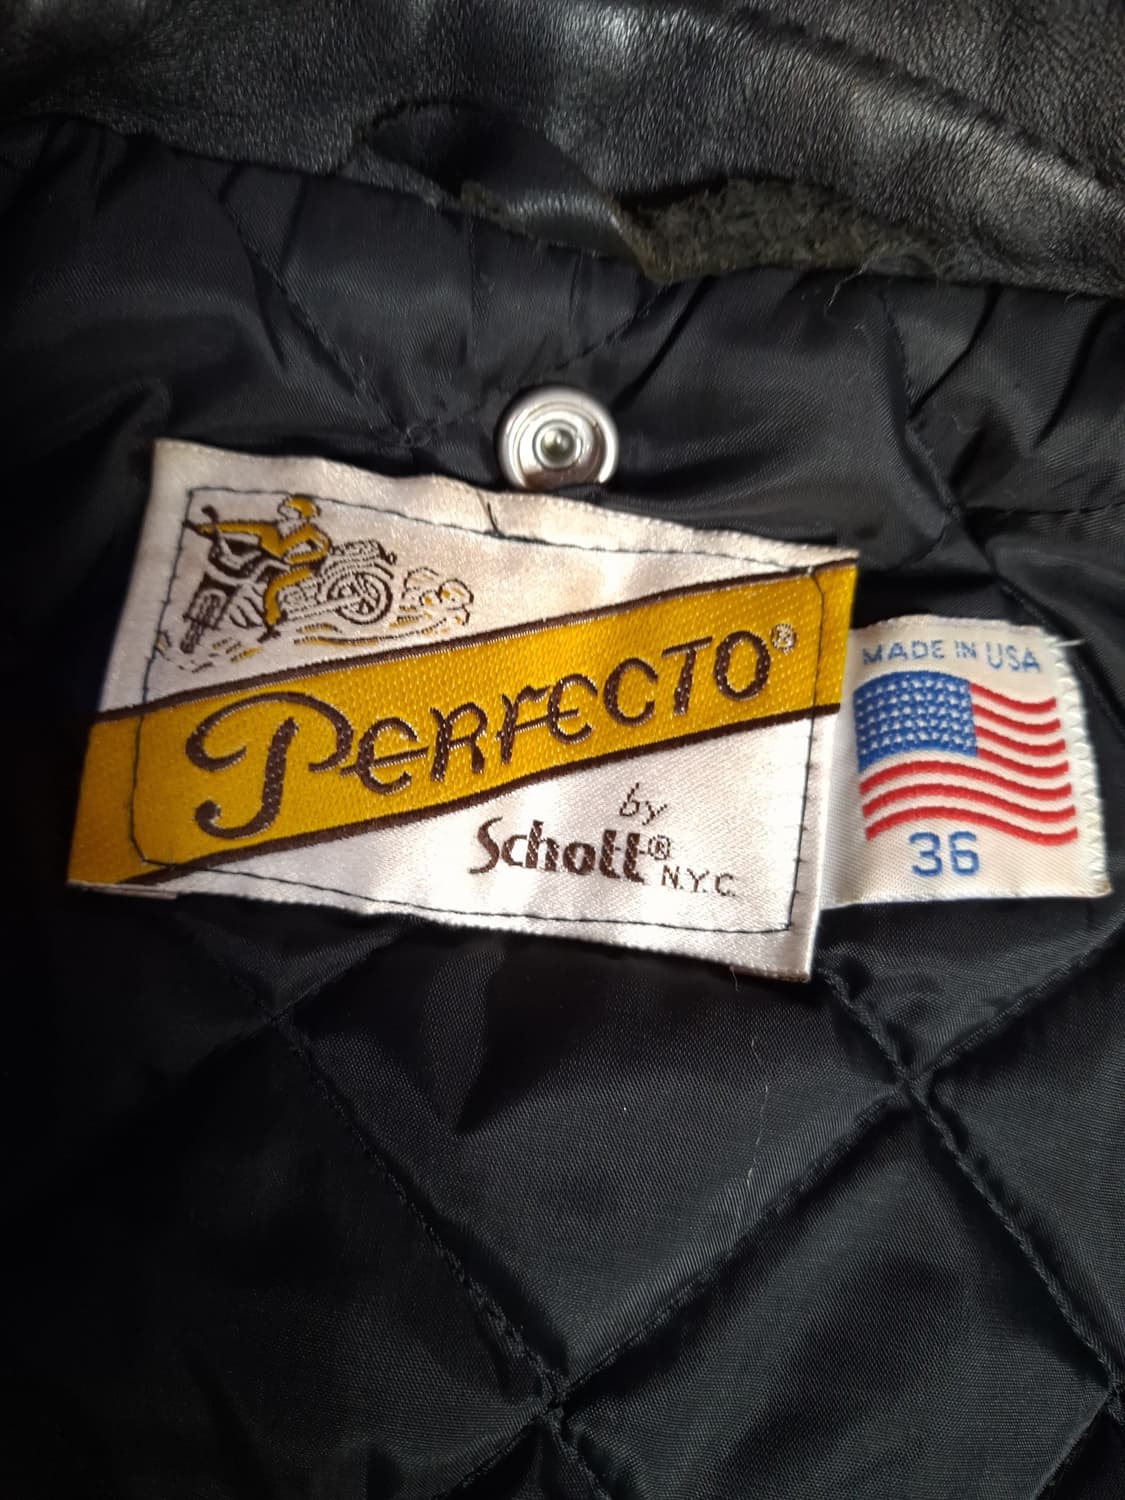 PERFECTO®
by
Schott®
N.Y.C
MADE IN USA
36